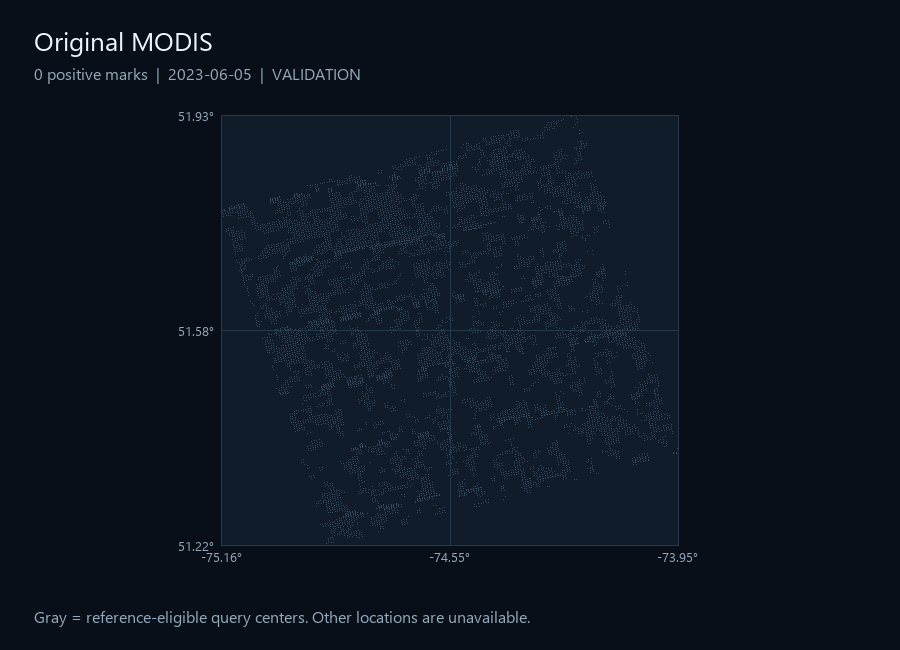 Original MODIS
0 positive marks | 2023-06-05 | VALIDATION
51.93°
51.58°
51.22°
-75.16° -74.55° -73.95°
Gray = reference-eligible query centers. Other locations are unavailable.